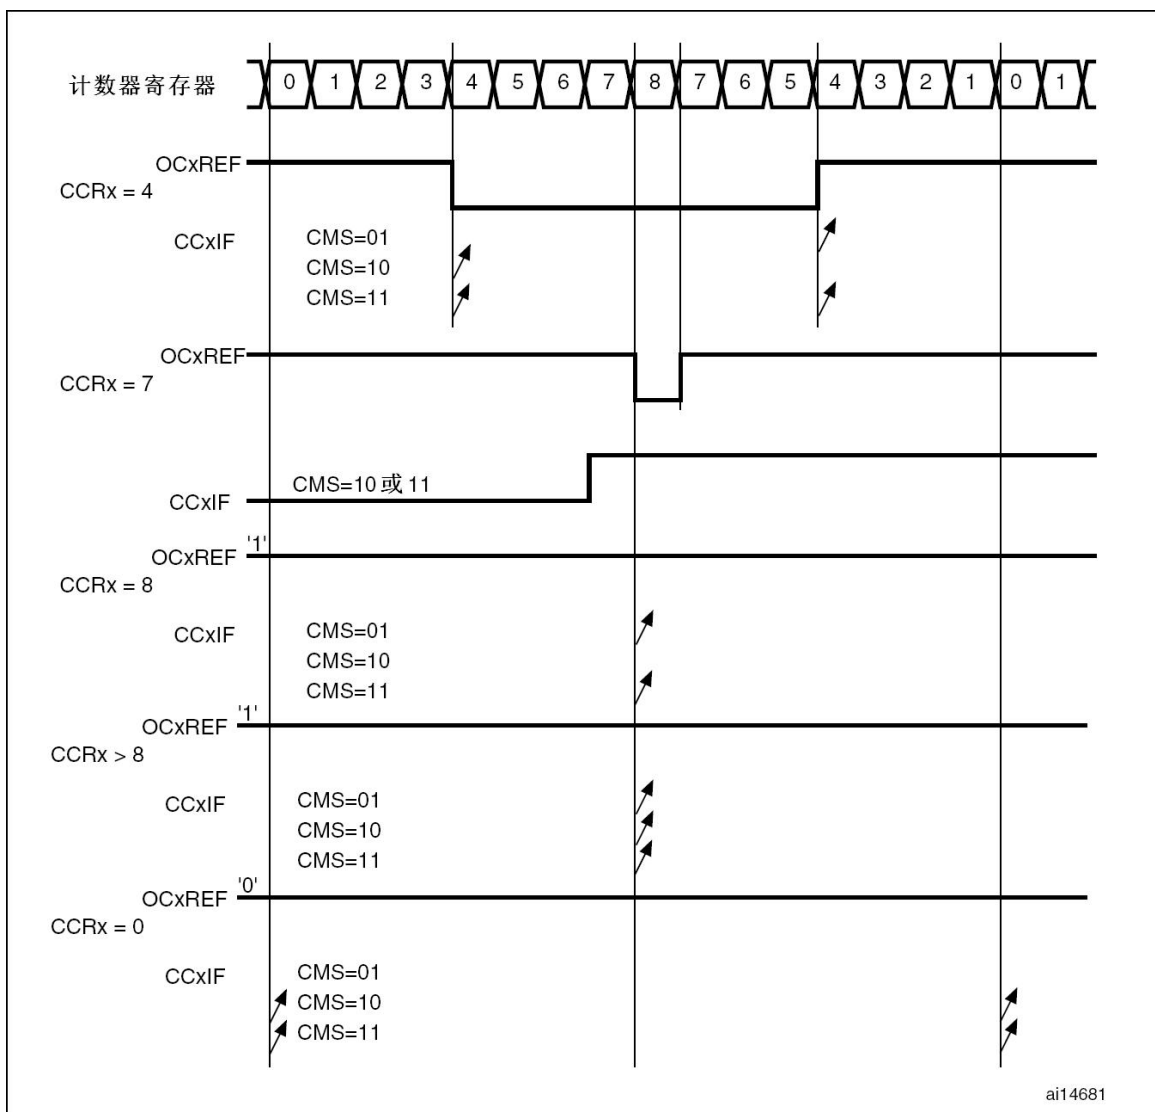 计数器寄存器 0 1 2 3 4 5 6 7 8 7 6 5 4 3 2 1 0 1
OCxREF
CCRx = 4
CCxIF CMS=01
CMS=10
CMS=11
OCxREF
CCRx = 7
CMS=10 或 11
CCxIF
'1'
OCxREF
CCRx = 8
CCxIF CMS=01
CMS=10
CMS=11
'1'
OCxREF
CCRx > 8
CCxIF CMS=01
CMS=10
CMS=11
'0'
OCxREF
CCRx = 0
CCxIF CMS=01
CMS=10
CMS=11
ai14681